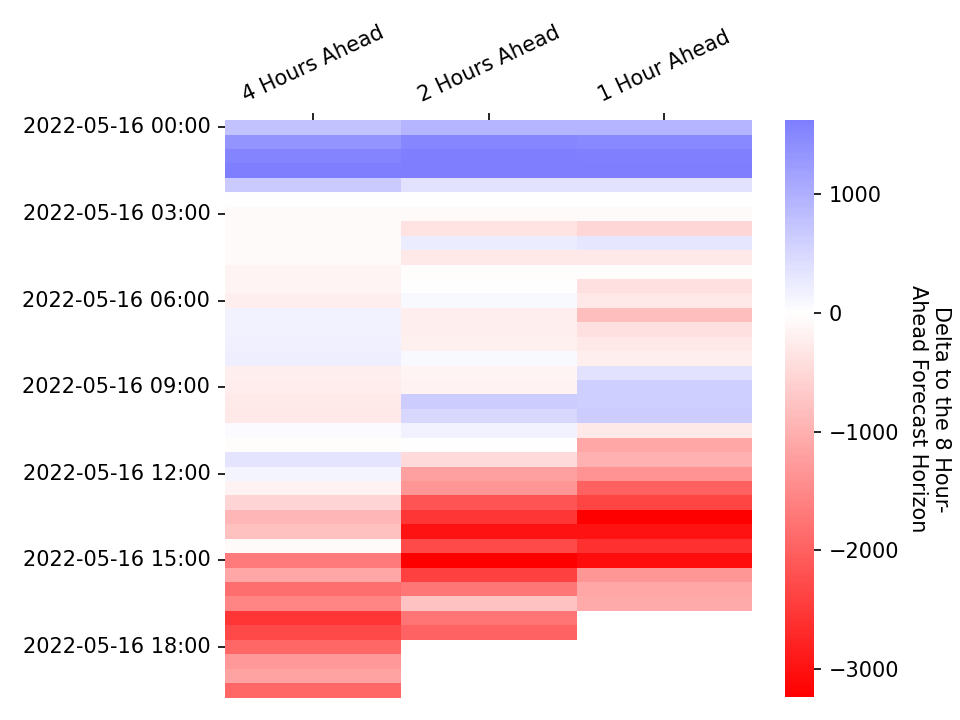 4 Hours Ahead
2 Hours Ahead
1 Hour Ahead
2022-05-16 00:00
2022-05-16 03:00
2022-05-16 06:00
2022-05-16 09:00
2022-05-16 12:00
2022-05-16 15:00
2022-05-16 18:00
1000
0
−1000
−2000
−3000
Delta to the 8 Hour-
Ahead Forecast Horizon